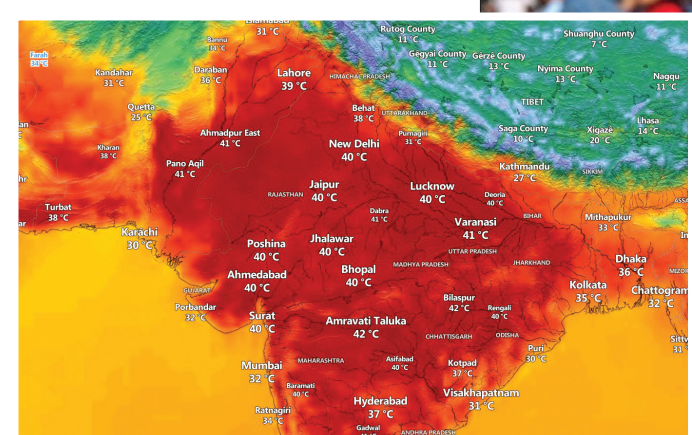 Islamabad
31 °C
Rutog County
11 °C
Shuanghu County
7 °C
Bannu
34 °C
Farah
34 °C
Gêgyai County
11 °C
Gêrzê County
13 °C
Kandahar
31 °C
Daraban
36 °C
Lahore
39 °C
HIMACHAL PRADESH
Nyima County
13 °C
Nagqu
11 °C
Quetta
25 °C
Behat
38 °C
UTTARAKHAND
TIBET
Ahmadpur East
41 °C
Purnagiri
31 °C
Saga County
10 °C
Xigazê
20 °C
Lhasa
14 °C
Kharan
38 °C
New Delhi
40 °C
Pano Aqil
41 °C
Kathmandu
27 °C
SIKKIM
Jaipur
40 °C
RAJASTHAN
Lucknow
40 °C
Deoria
40 °C
Turbat
38 °C
Dabra
41 °C
Varanasi
41 °C
BIHAR
Mithapukur
33 °C
ASSA
Karachi
30 °C
Poshina
40 °C
Jhalawar
40 °C
UTTAR PRADESH
MADHYA PRADESH
JHARKHAND
Dhaka
36 °C
MIZOR
Ahmedabad
40 °C
Bhopal
40 °C
GUJARAT
Kolkata
35 °C
Chattogram
32 °C
Porbandar
32 °C
Bilaspur
42 °C
Rengali
40 °C
Surat
40 °C
Amravati Taluka
42 °C
CHHATTISGARH
ODISHA
Puri
30 °C
Sittw
31 °
Mumbai
32 °C
MAHARASHTRA
Asifabad
40 °C
Kotpad
37 °C
Baramati
40 °C
Visakhapatnam
31 °C
Ratnagiri
34 °C
Hyderabad
37 °C
Gadwal
ANDHRA PRADESH